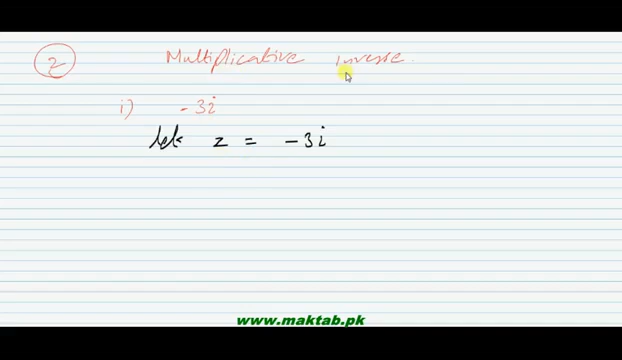 2 Multiplicative inverse
i) -3i
let z = -3i
www.maktab.pk